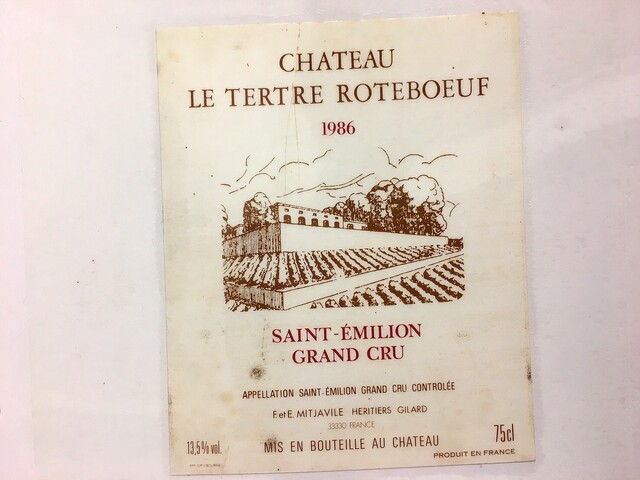 CHATEAU
LE TERTRE ROTEBOEUF
1986
SAINT-ÉMILION
GRAND CRU
APPELLATION SAINT-ÉMILION GRAND CRU CONTROLÉE
F. et E. MITJAVILE HERITIERS GILARD
33330 FRANCE
13,5% vol.
MIS EN BOUTEILLE AU CHATEAU
75cl
PRODUIT EN FRANCE